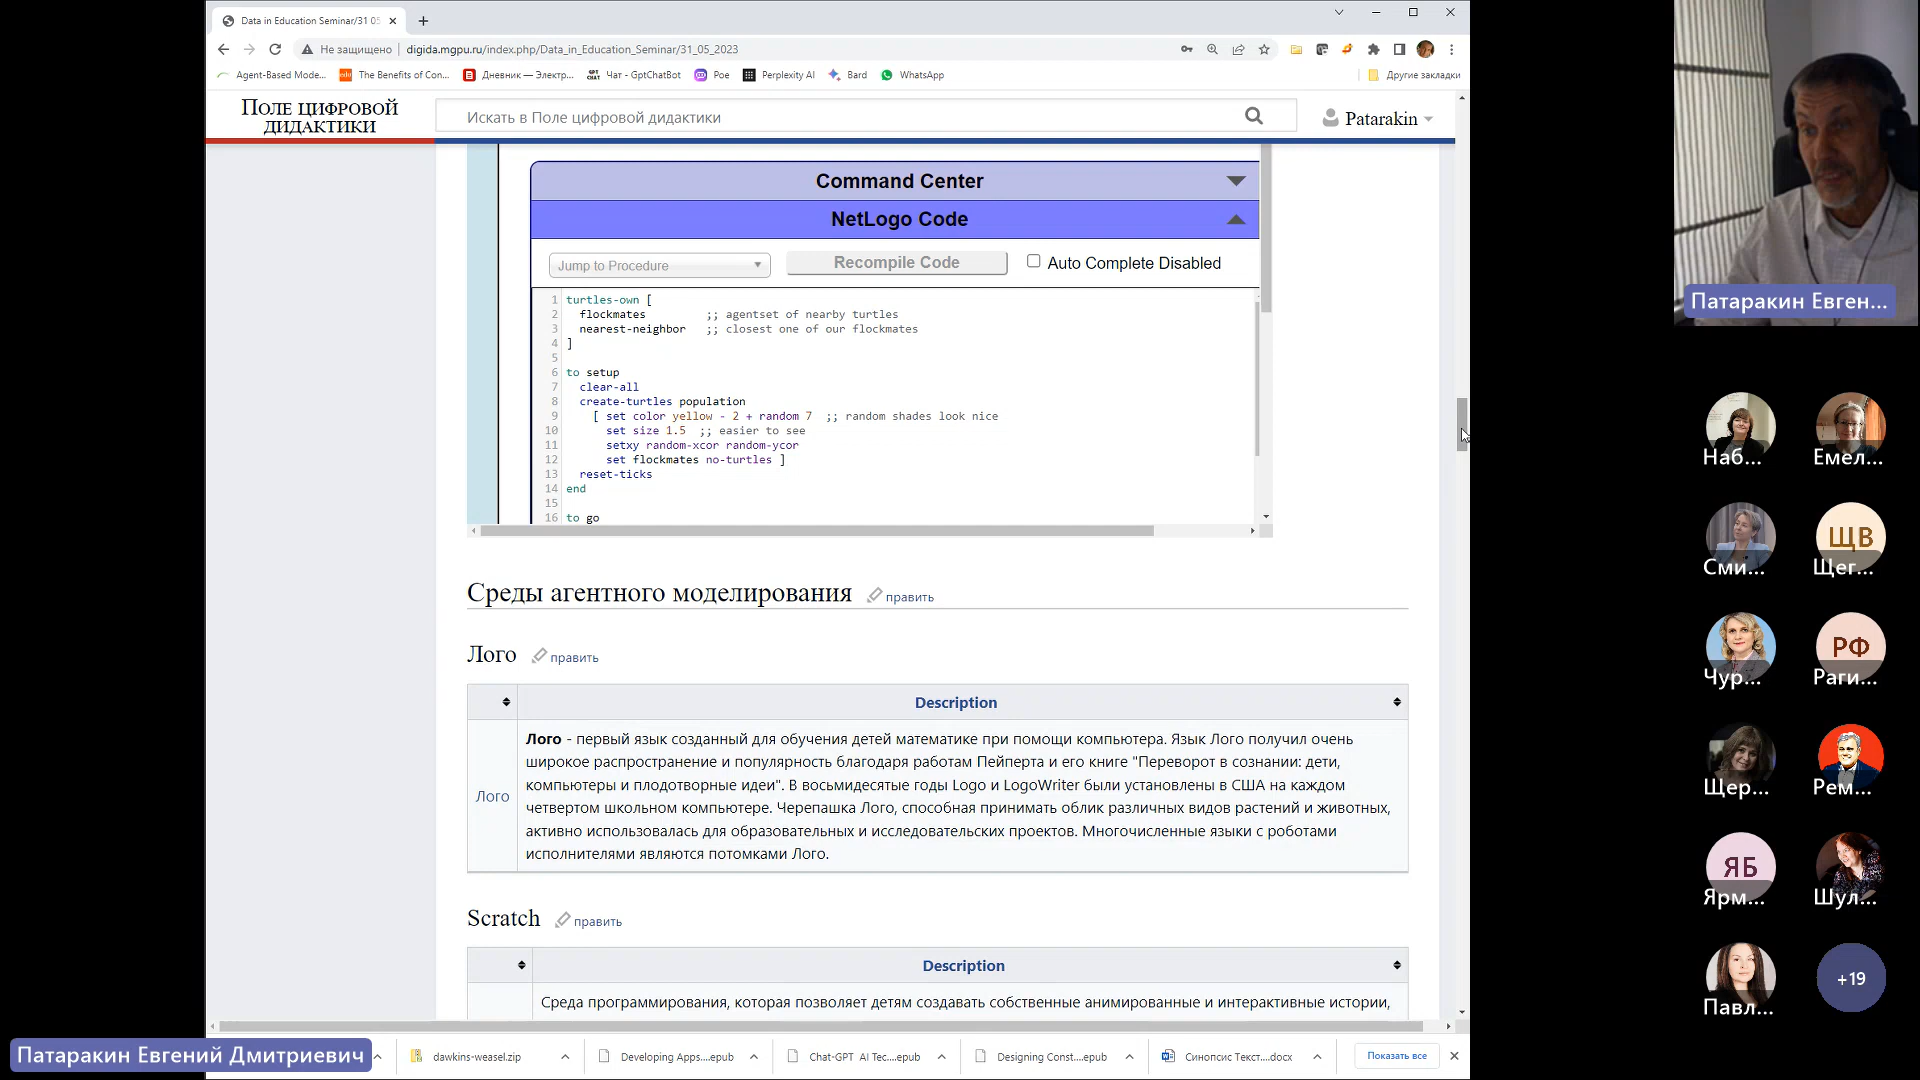 Data in Education Seminar/31 05
Не защищено
digida.mgpu.ru/index.php/Data_in_Education_Seminar/31_05_2023
Agent-Based Mode...
The Benefits of Con...
Дневник — Электр...
Чат - GptChatBot
Poe
Perplexity AI
Bard
WhatsApp
Другие закладки
Поле цифровой
дидактики
Искать в Поле цифровой дидактики
Patarakin
Command Center
NetLogo Code
Jump to Procedure
Recompile Code
Auto Complete Disabled
1 turtles-own [
2 flockmates ;; agentset of nearby turtles
3 nearest-neighbor ;; closest one of our flockmates
4 ]
5
6 to setup
7 clear-all
8 create-turtles population
9 [ set color yellow - 2 + random 7 ;; random shades look nice
10 set size 1.5 ;; easier to see
11 setxy random-xcor random-ycor
12 set flockmates no-turtles ]
13 reset-ticks
14 end
15
16 to go
Среды агентного моделирования
править
Лого
править
Description
Лого
Лого - первый язык созданный для обучения детей математике при помощи компьютера. Язык Лого получил очень
широкое распространение и популярность благодаря работам Пейперта и его книге "Переворот в сознании: дети,
компьютеры и плодотворные идеи". В восьмидесятые годы Logo и LogoWriter были установлены в США на каждом
четвертом школьном компьютере. Черепашка Лого, способная принимать облик различных видов растений и животных,
активно использовалась для образовательных и исследовательских проектов. Многочисленные языки с роботами
исполнителями являются потомками Лого.
Scratch
править
Description
Среда программирования, которая позволяет детям создавать собственные анимированные и интерактивные истории,
Патаракин Евгений Дмитриевич
dawkins-weasel.zip
Developing Apps....epub
Chat-GPT AI Tec....epub
Designing Const....epub
Синопсис Текст....docx
Показать все
Патаракин Евген...
Наб...
Емел...
Сми...
ЩВ
Щег...
Чур...
РФ
Раги...
Щер...
Рем...
ЯБ
Ярм...
Шул...
Павл...
+19